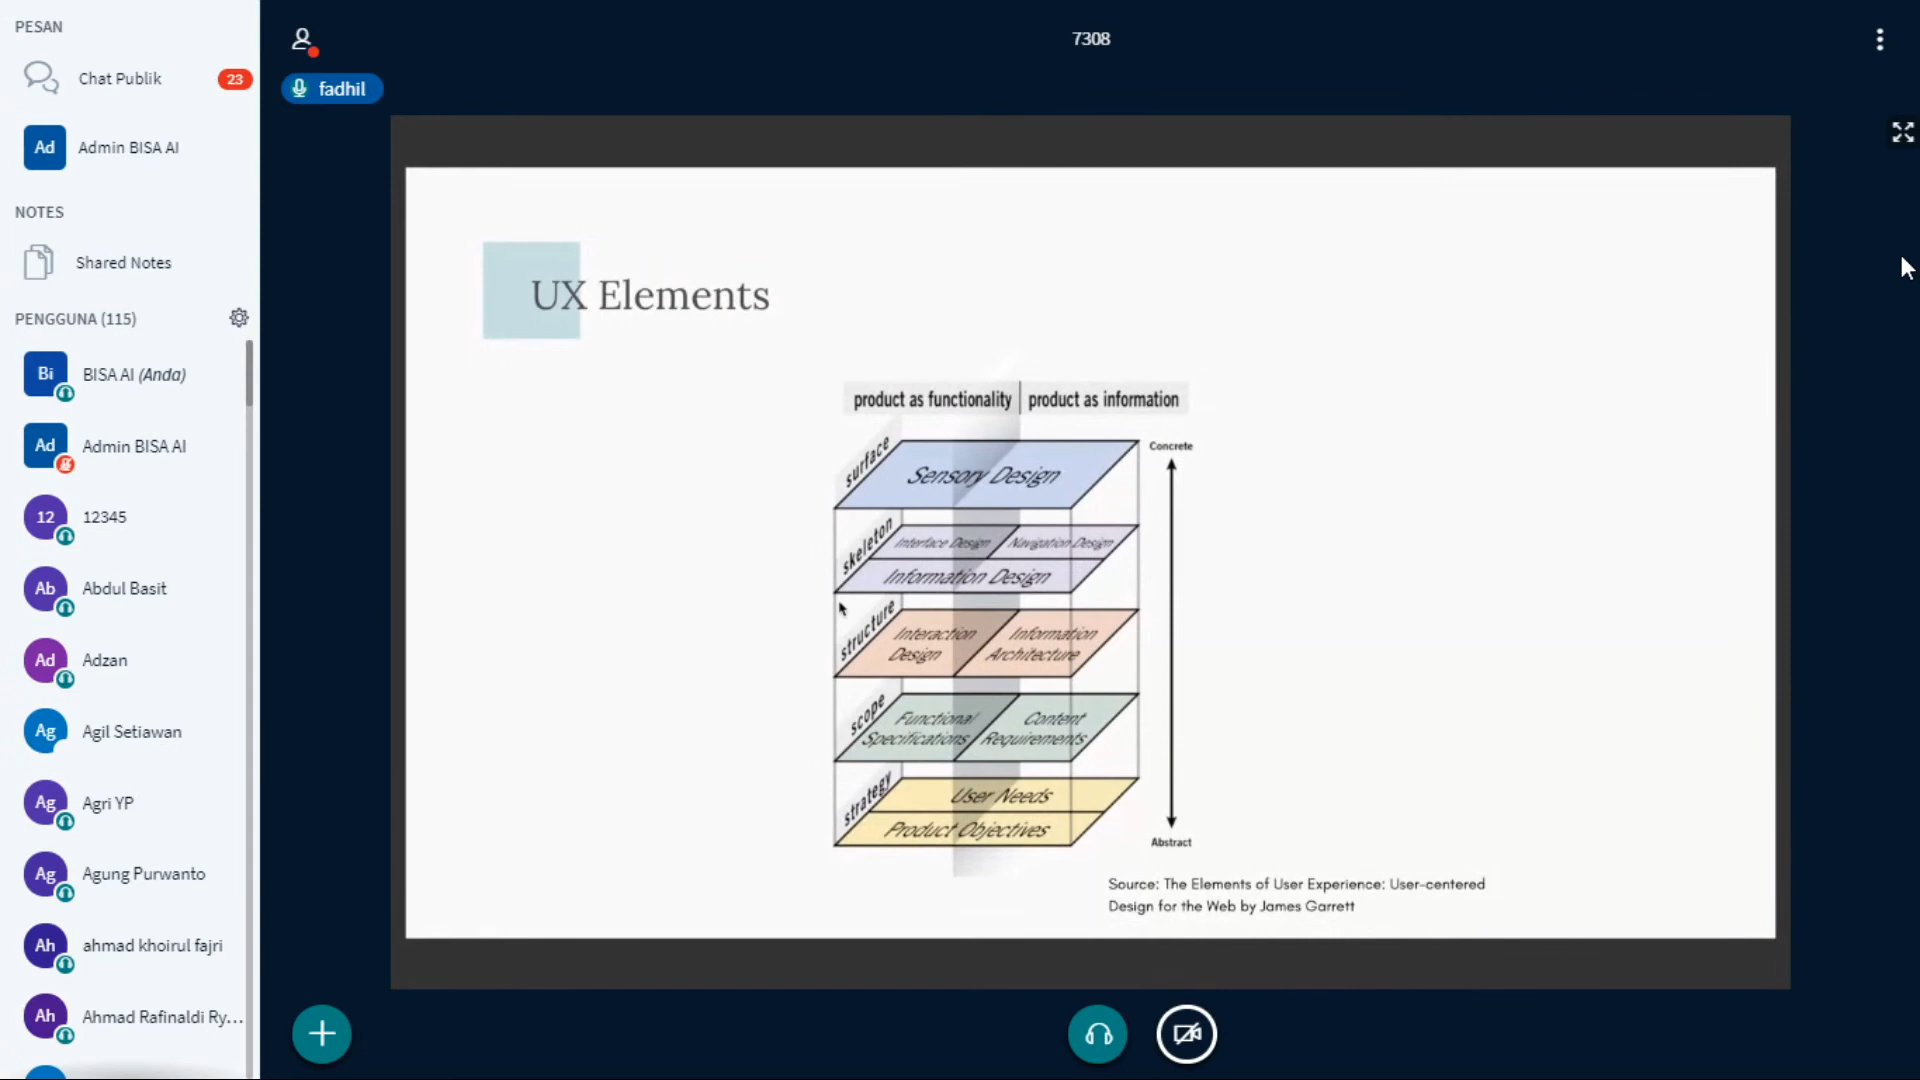 PESAN
Chat Publik
23
Ad
Admin BISA AI
NOTES
Shared Notes
PENGGUNA (115)
Bi
BISA AI (Anda)
Ad
Admin BISA AI
12
12345
Ab
Abdul Basit
Ad
Adzan
Ag
Agil Setiawan
Ag
Agri YP
Ag
Agung Purwanto
Ah
ahmad khoirul fajri
Ah
Ahmad Rafinaldi Ry...
7308
fadhil
UX Elements
product as functionality
product as information
Concrete
surface
Sensory Design
skeleton
Interface Design
Navigation Design
Information Design
structure
Interaction
Design
Information
Architecture
scope
Functional
Specifications
Content
Requirements
strategy
User Needs
Product Objectives
Abstract
Source: The Elements of User Experience: User-centered
Design for the Web by James Garrett